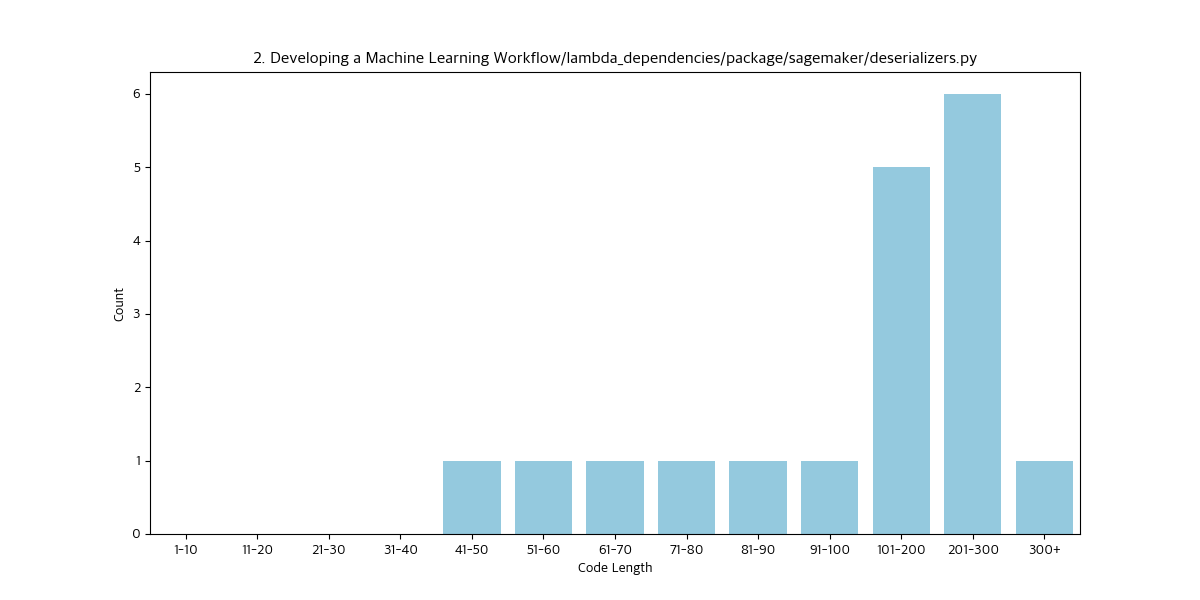 2. Developing a Machine Learning Workflow/lambda_dependencies/package/sagemaker/deserializers.py
6
5
4
3
2
1
0
Count
1-10 11-20 21-30 31-40 41-50 51-60 61-70 71-80 81-90 91-100 101-200 201-300 300+
Code Length